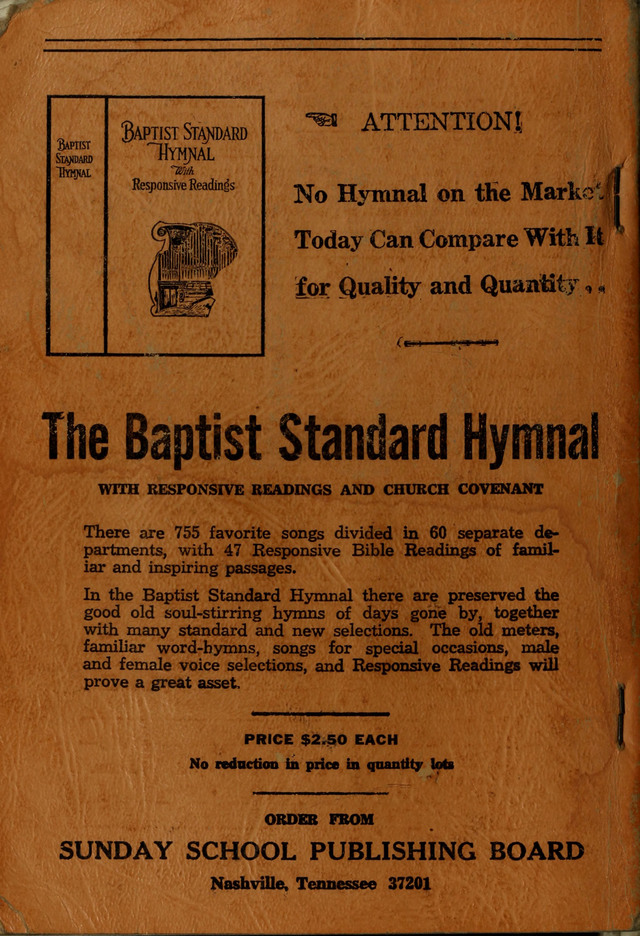 BAPTIST
STANDARD
HYMNAL
BAPTIST STANDARD
HYMNAL
With
Responsive Readings
ATTENTION!
No Hymnal on the Market
Today Can Compare With It
for Quality and Quantity . .
The Baptist Standard Hymnal
WITH RESPONSIVE READINGS AND CHURCH COVENANT
There are 755 favorite songs divided in 60 separate de-
partments, with 47 Responsive Bible Readings of famil-
iar and inspiring passages.
In the Baptist Standard Hymnal there are preserved the
good old soul-stirring hymns of days gone by, together
with many standard and new selections. The old meters,
familiar word-hymns, songs for special occasions, male
and female voice selections, and Responsive Readings will
prove a great asset.
PRICE $2.50 EACH
No reduction in price in quantity lots
ORDER FROM
SUNDAY SCHOOL PUBLISHING BOARD
Nashville, Tennessee 37201